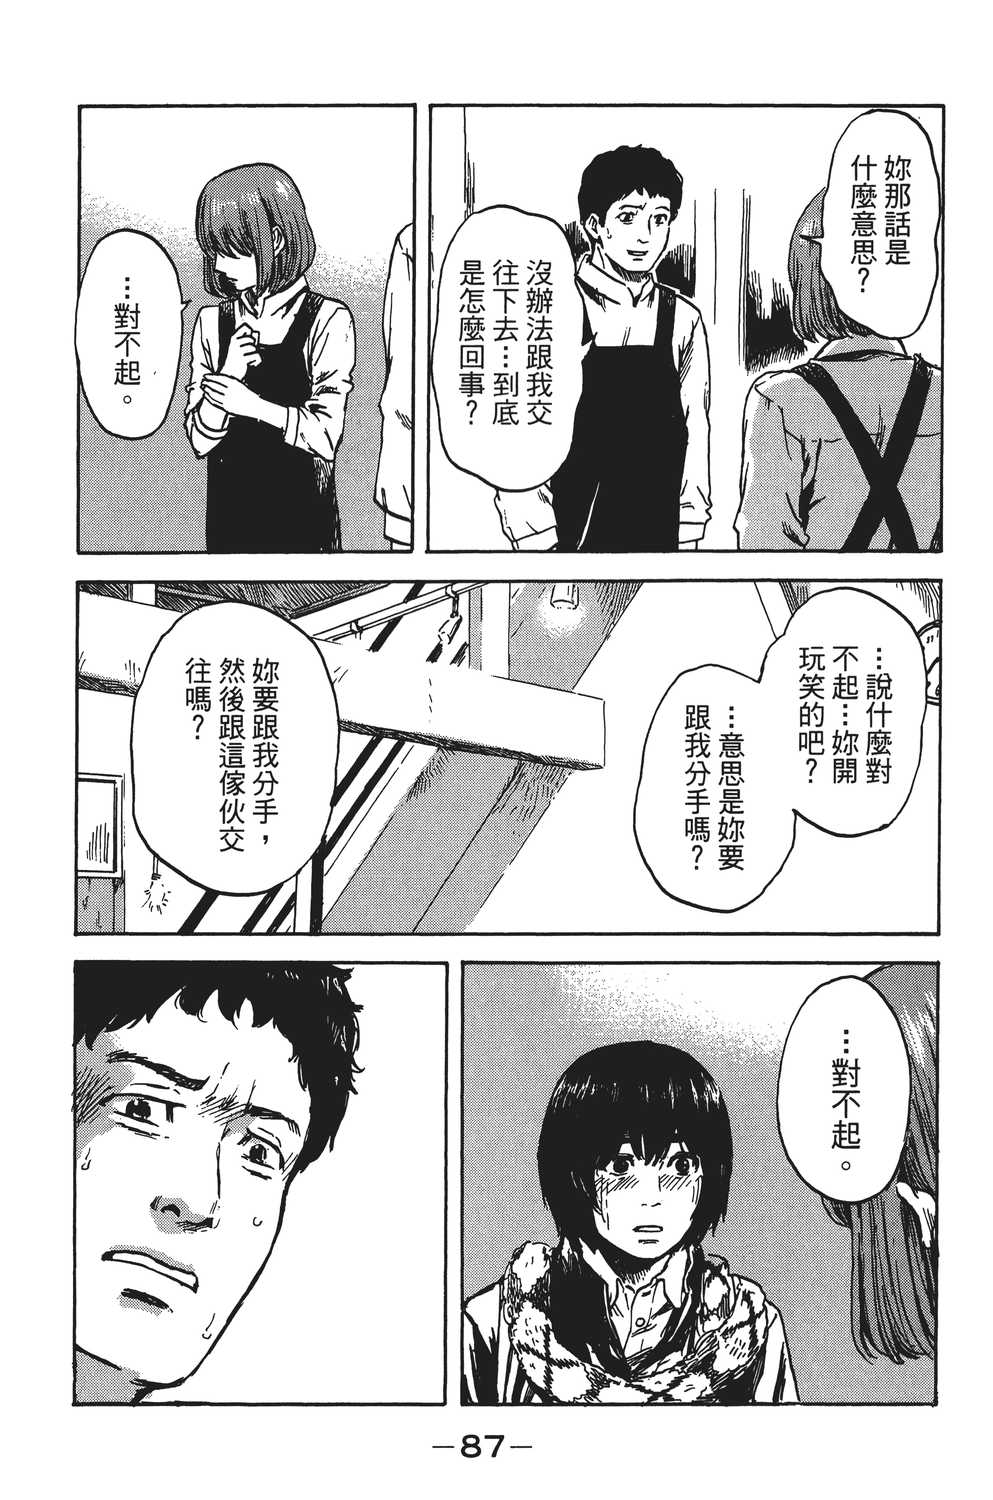 妳那話是
什麼意思？
沒辦法跟我交
往下去…到底
是怎麼回事？
…對不起。
…說什麼對
不起…妳開
玩笑的吧？
…意思是妳要
跟我分手嗎？
妳要跟我分手，
然後跟這傢伙交
往嗎？
…對不起。
—87—